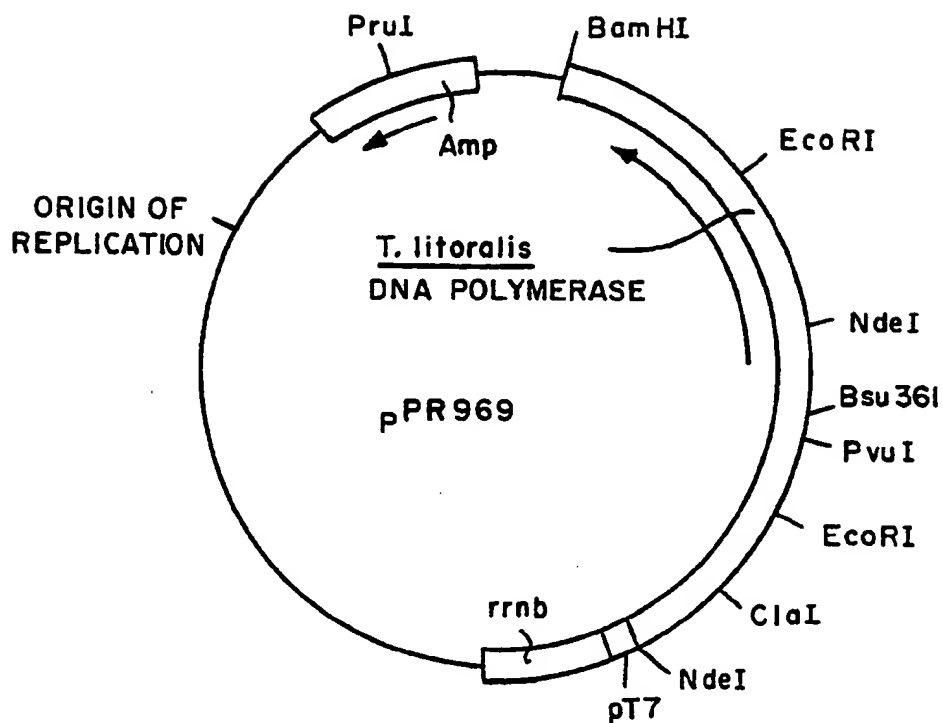 PruI
BamHI
EcoRI
Amp
ORIGIN OF
REPLICATION
T. litoralis
DNA POLYMERASE
NdeI
Bsu36I
PvuI
pPR969
EcoRI
ClaI
rrnb
NdeI
pT7